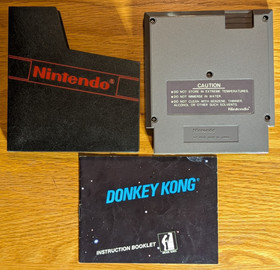 Nintendo®
CAUTION
●DO NOT STORE IN EXTREME TEMPERATURES.
●DO NOT IMMERSE IN WATER.
●DO NOT CLEAN WITH BENZENE, THINNER,
ALCOHOL OR OTHER SUCH SOLVENTS.
Nintendo®
DONKEY KONG®
INSTRUCTION BOOKLET